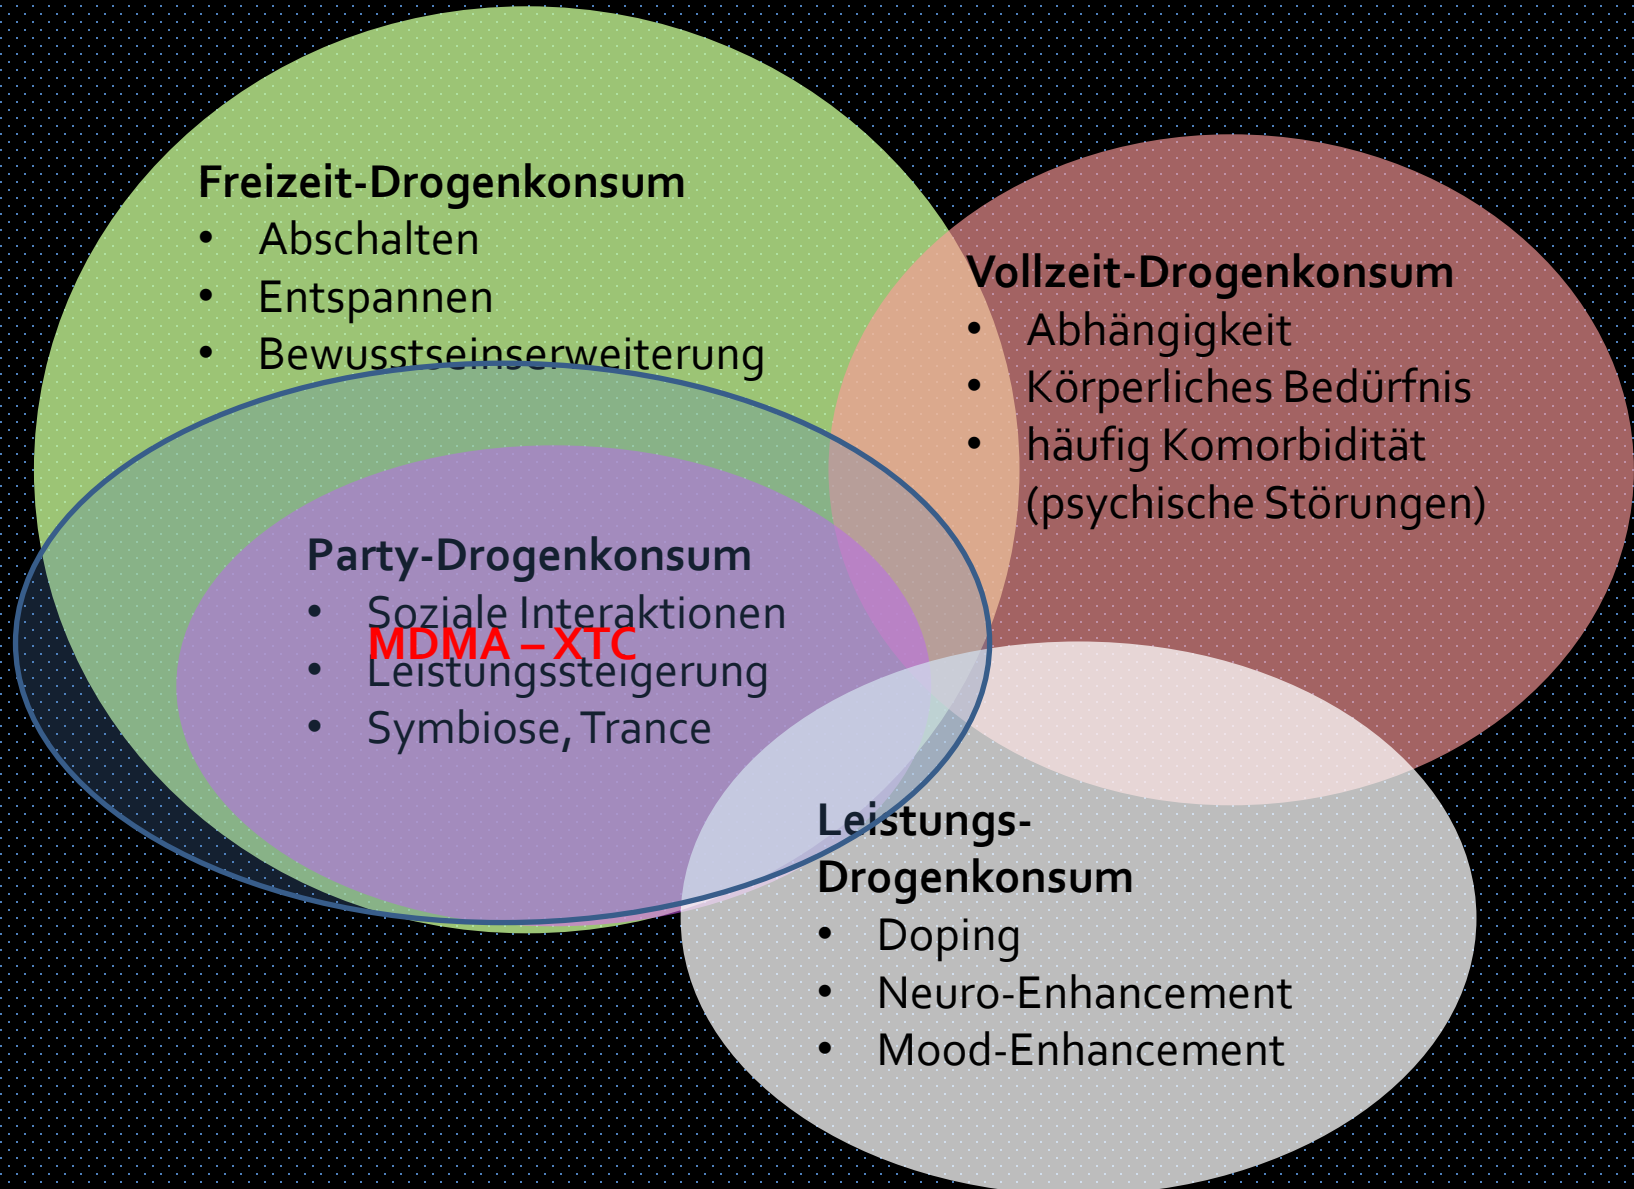 Freizeit-Drogenkonsum
• Abschalten
• Entspannen
• Bewusstseinserweiterung
Vollzeit-Drogenkonsum
• Abhängigkeit
• Körperliches Bedürfnis
• häufig Komorbidität
(psychische Störungen)
Party-Drogenkonsum
• Soziale Interaktionen
MDMA – XTC
• Leistungssteigerung
• Symbiose, Trance
Leistungs-
Drogenkonsum
• Doping
• Neuro-Enhancement
• Mood-Enhancement